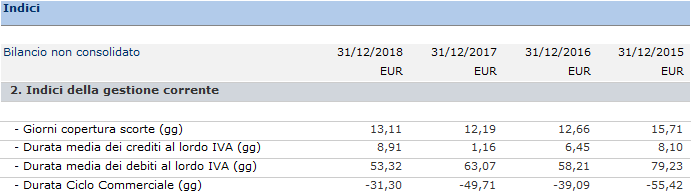 Indici
Bilancio non consolidato 31/12/2018 31/12/2017 31/12/2016 31/12/2015
EUR EUR EUR EUR
2. Indici della gestione corrente
- Giorni copertura scorte (gg) 13,11 12,19 12,66 15,71
- Durata media dei crediti al lordo IVA (gg) 8,91 1,16 6,45 8,10
- Durata media dei debiti al lordo IVA (gg) 53,32 63,07 58,21 79,23
- Durata Ciclo Commerciale (gg) -31,30 -49,71 -39,09 -55,42